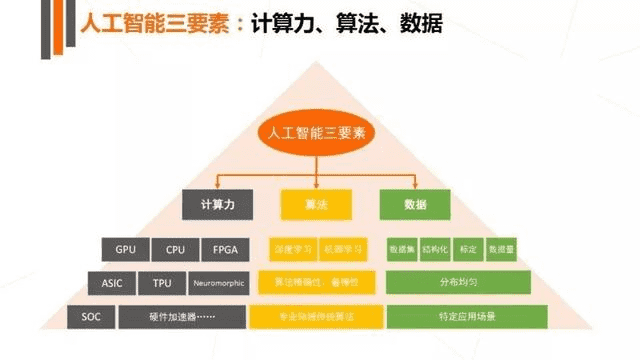 人工智能三要素：计算力、算法、数据
人工智能三要素
计算力 算法 数据
GPU CPU FPGA 深度学习 机器学习 数据集 结构化 标定 数据量
ASIC TPU Neuromorphic 算法精确性、鲁棒性 分布均匀
SOC 硬件加速器…… 专业领域传统算法 特定应用场景